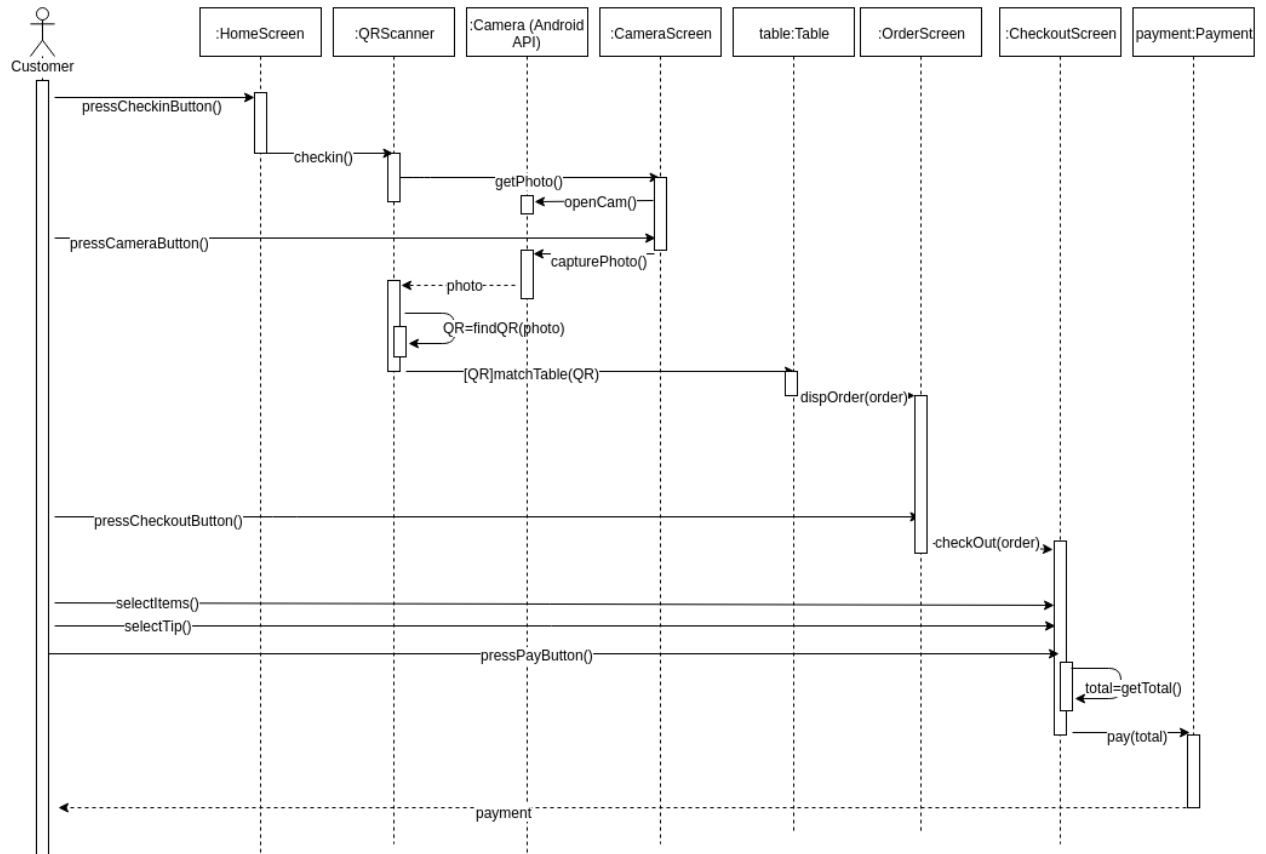 :HomeScreen
:QRScanner
:Camera (Android
API)
:CameraScreen
table:Table
:OrderScreen
:CheckoutScreen
payment:Payment
Customer
pressCheckinButton()
checkin()
getPhoto()
openCam()
pressCameraButton()
capturePhoto()
photo
QR=findQR(photo)
[QR]matchTable(QR)
dispOrder(order)
pressCheckoutButton()
checkOut(order)
selectItems()
selectTip()
pressPayButton()
total=getTotal()
pay(total)
payment